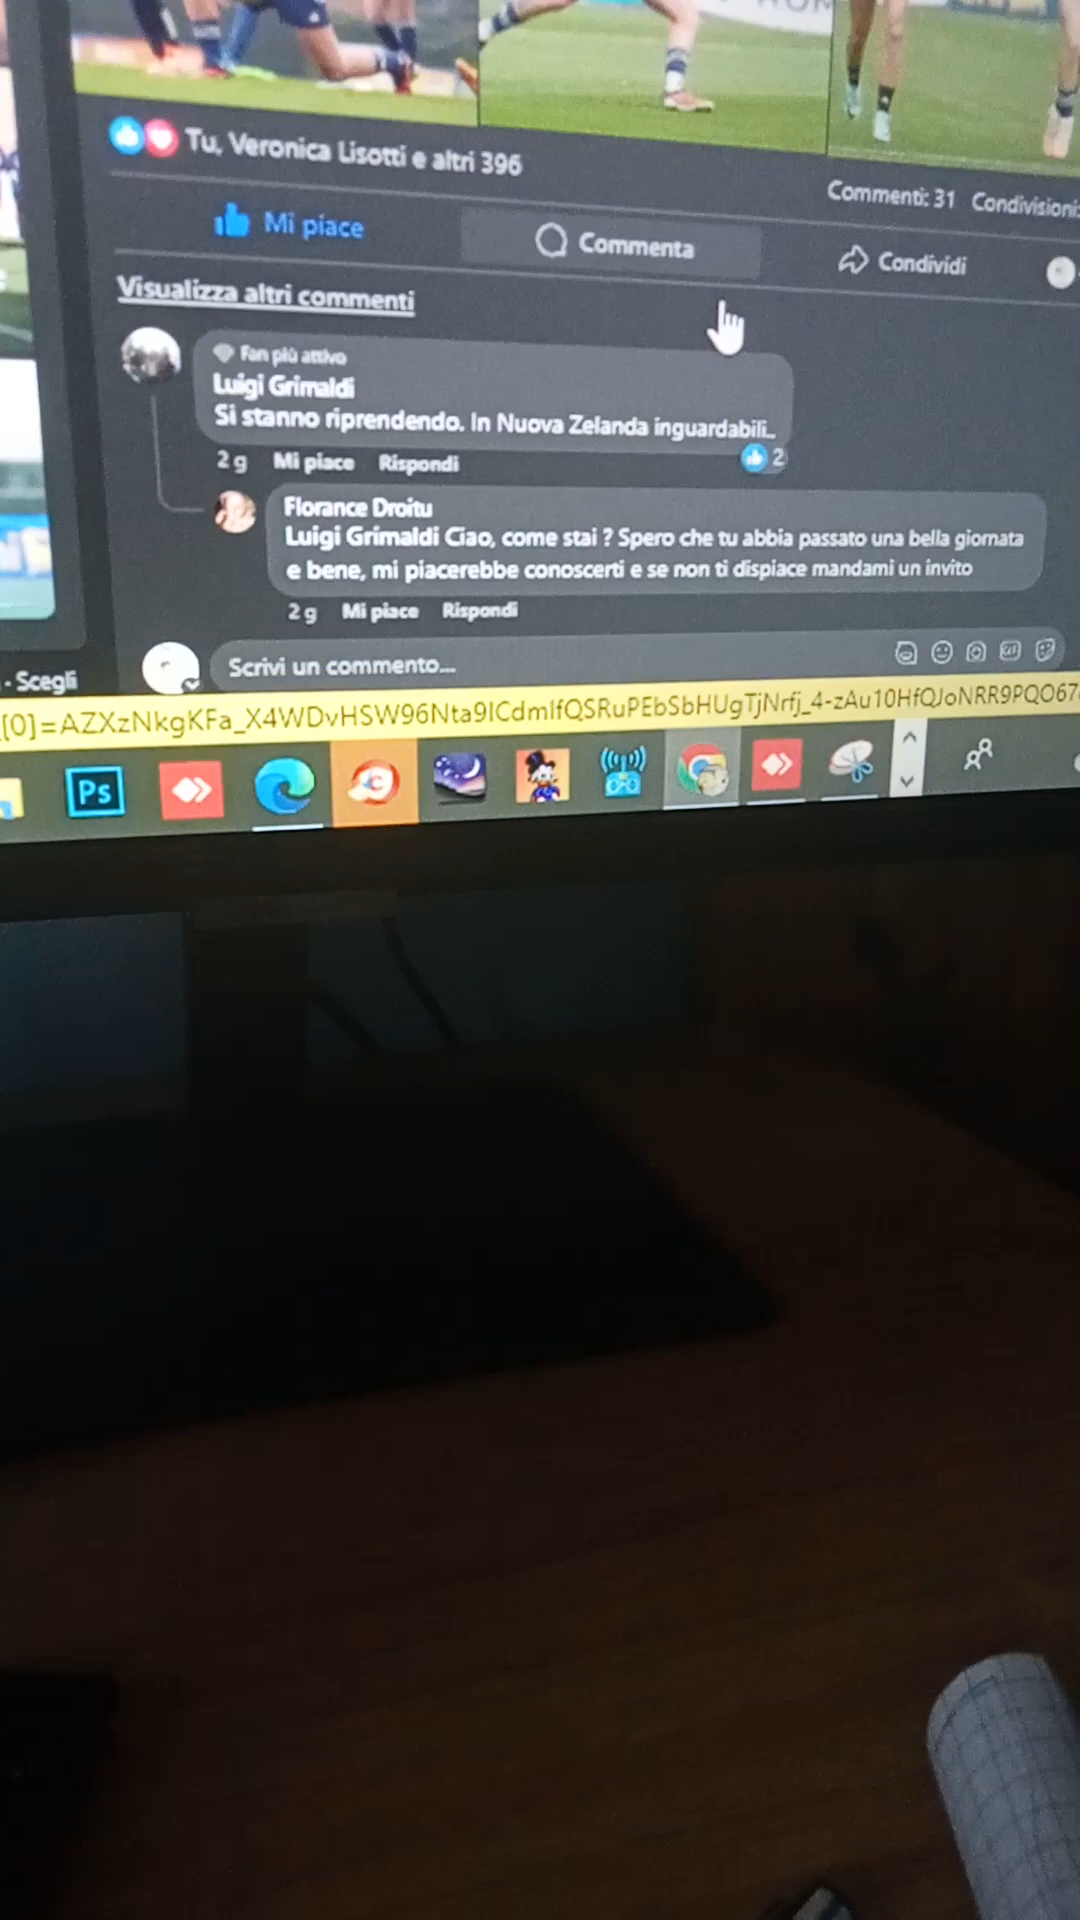 Tu, Veronica Lisotti e altri 396
Commenti: 31 Condivisioni:
Mi piace
Commenta
Condividi
Visualizza altri commenti
Fan più attivo
Luigi Grimaldi
Si stanno riprendendo. In Nuova Zelanda inguardabili..
2 g Mi piace Rispondi
2
Florance Droitu
Luigi Grimaldi Ciao, come stai ? Spero che tu abbia passato una bella giornata
e bene, mi piacerebbe conoscerti e se non ti dispiace mandami un invito
2 g Mi piace Rispondi
Scrivi un commento...
GIF
· Scegli
Ps